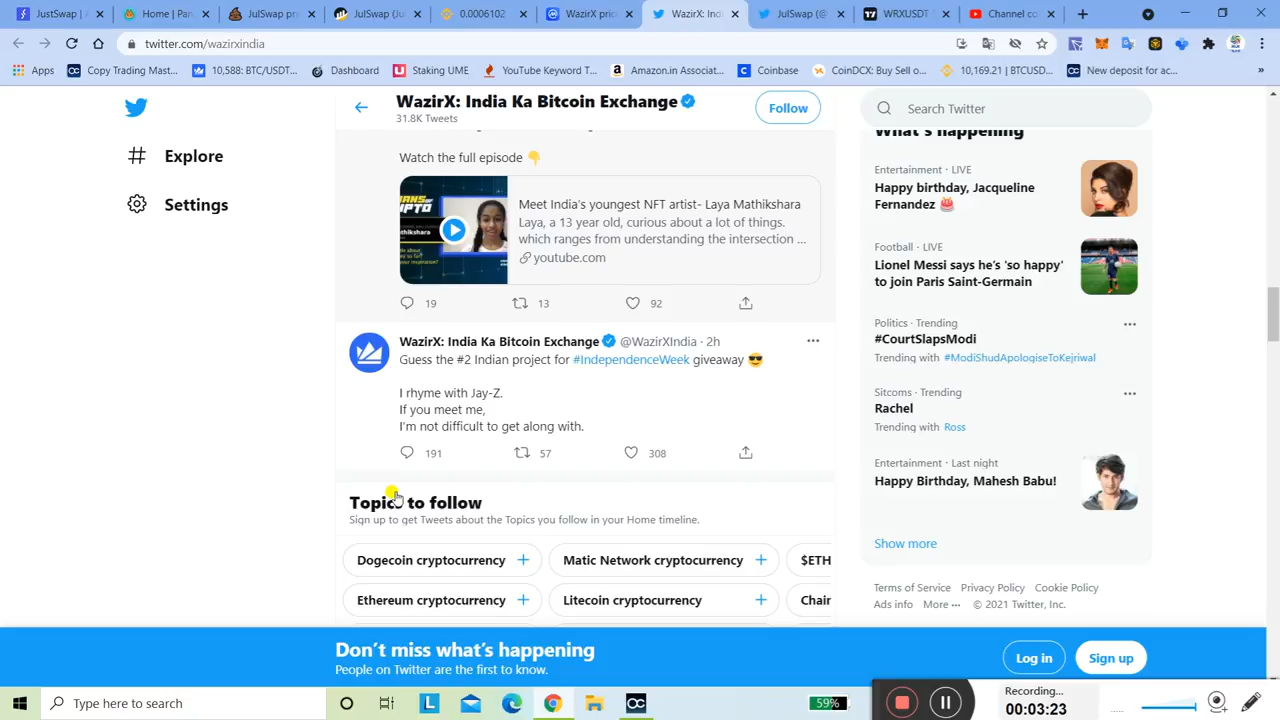 JustSwap | pr
Home | Pan
JulSwap
JulSwap (Ju
0.0006102
WazirX pric
WazirX: Indi
JulSwap (@
WRXUSDT
Channel co
twitter.com/wazirxindia
Apps
Copy Trading Mast...
10,588: BTC/USDT...
Dashboard
Staking UME
YouTube Keyword T...
Amazon.in Associat...
Coinbase
CoinDCX: Buy Sell o...
10,169.21 | BTCUSD...
New deposit for ac...
»
WazirX: India Ka Bitcoin Exchange
31.8K Tweets
Follow
Search Twitter
Explore
Settings
Watch the full episode 👇
Meet India's youngest NFT artist- Laya Mathikshara
Laya, a 13 year old, curious about a lot of things.
which ranges from understanding the intersection ...
youtube.com
19
13
92
WazirX: India Ka Bitcoin Exchange @WazirXIndia · 2h
Guess the #2 Indian project for #IndependenceWeek giveaway 😎
I rhyme with Jay-Z.
If you meet me,
I'm not difficult to get along with.
191
57
308
Topics to follow
Sign up to get Tweets about the Topics you follow in your Home timeline.
Dogecoin cryptocurrency
Matic Network cryptocurrency
$ETH
Ethereum cryptocurrency
Litecoin cryptocurrency
Chain
What's happening
Entertainment · LIVE
Happy birthday, Jacqueline
Fernandez 🎂
Football · LIVE
Lionel Messi says he's 'so happy'
to join Paris Saint-Germain
Politics · Trending
#CourtSlapsModi
Trending with #ModiShudApologiseToKejriwal
Sitcoms · Trending
Rachel
Trending with Ross
Entertainment · Last night
Happy Birthday, Mahesh Babu!
Show more
Terms of Service Privacy Policy Cookie Policy
Ads info More ··· © 2021 Twitter, Inc.
Don't miss what's happening
People on Twitter are the first to know.
Log in
Sign up
Type here to search
59%
Recording...
00:03:23